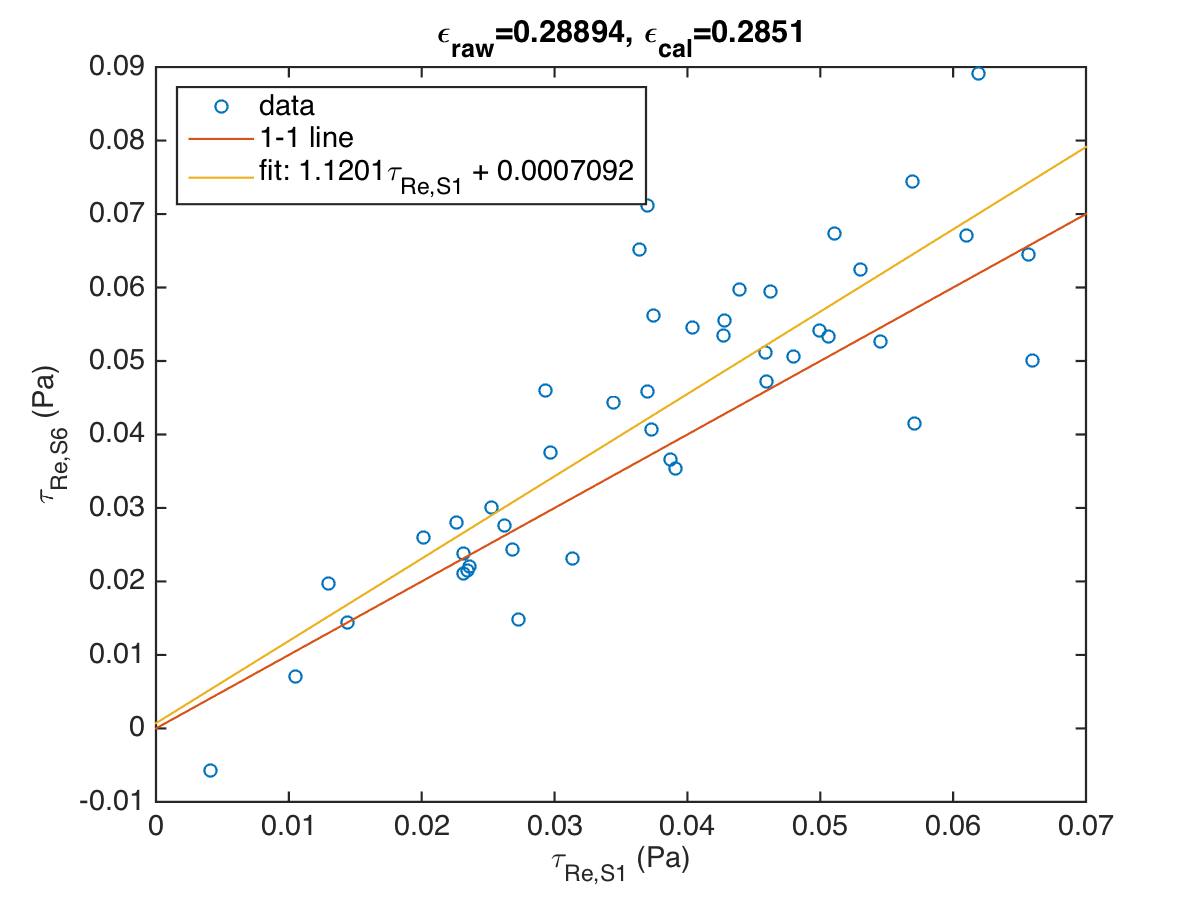 ϵraw=0.28894, ϵcal=0.2851
0.09
0.08
0.07
0.06
0.05
0.04
0.03
0.02
0.01
0
-0.01
data
1-1 line
fit: 1.1201τRe,S1 + 0.0007092
τRe,S6 (Pa)
0 0.01 0.02 0.03 0.04 0.05 0.06 0.07
τRe,S1 (Pa)